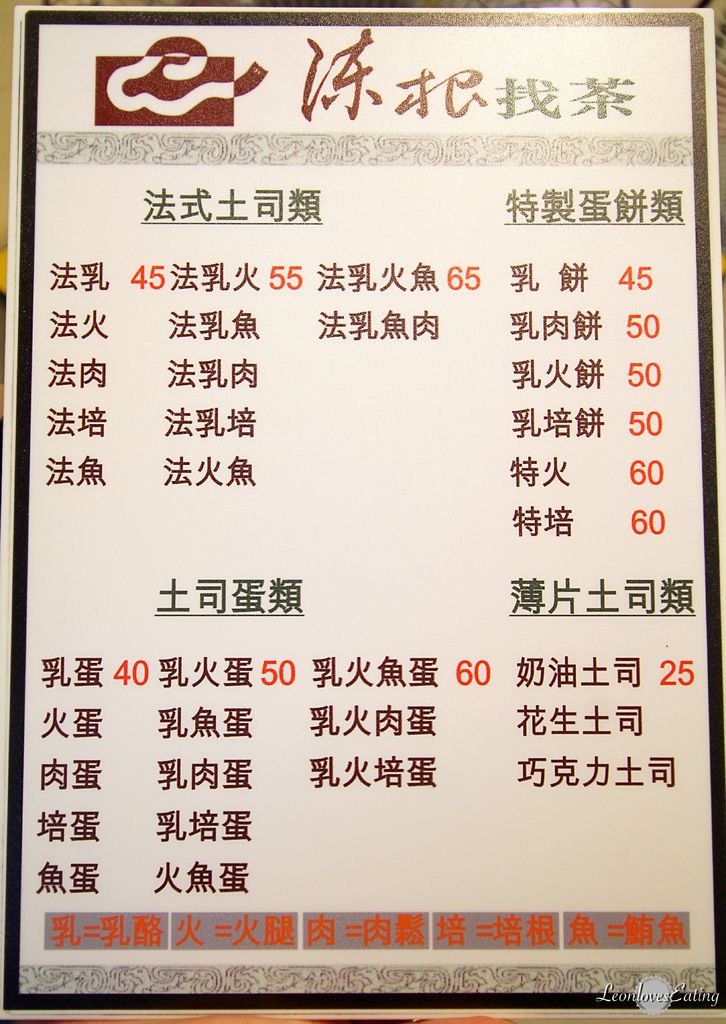 涑根找茶
法式土司類
法乳 45 法乳火 55 法乳火魚 65
法火 法乳魚 法乳魚肉
法肉 法乳肉
法培 法乳培
法魚 法火魚
特製蛋餅類
乳 餅 45
乳肉餅 50
乳火餅 50
乳培餅 50
特火 60
特培 60
土司蛋類
乳蛋 40 乳火蛋 50 乳火魚蛋 60
火蛋 乳魚蛋 乳火肉蛋
肉蛋 乳肉蛋 乳火培蛋
培蛋 乳培蛋
魚蛋 火魚蛋
薄片土司類
奶油土司 25
花生土司
巧克力土司
乳=乳酪 火=火腿 肉=肉鬆 培=培根 魚=鮪魚
LeonlovesEating